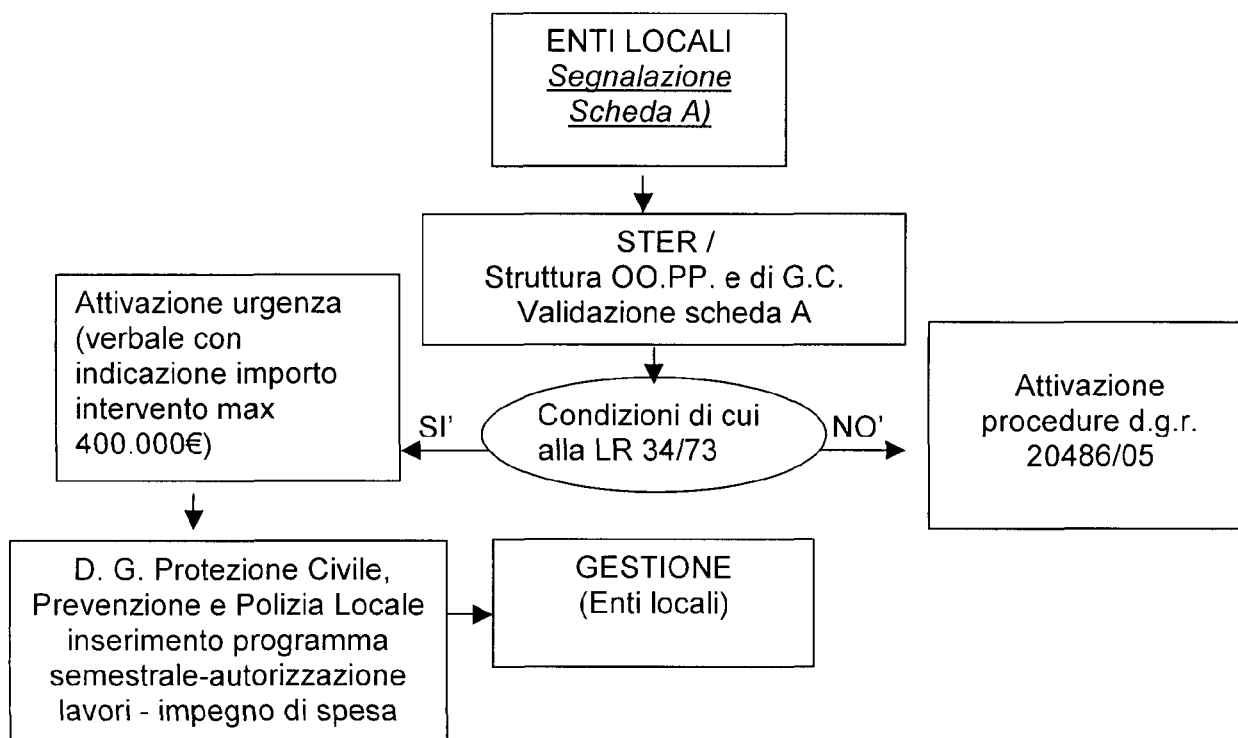 ENTI LOCALI
Segnalazione
Scheda A)
STER /
Struttura OO.PP. e di G.C.
Validazione scheda A
Attivazione urgenza
(verbale con
indicazione importo
intervento max
400.000€)
SI'
Condizioni di cui
alla LR 34/73
NO'
Attivazione
procedure d.g.r.
20486/05
D. G. Protezione Civile,
Prevenzione e Polizia Locale
inserimento programma
semestrale-autorizzazione
lavori - impegno di spesa
GESTIONE
(Enti locali)